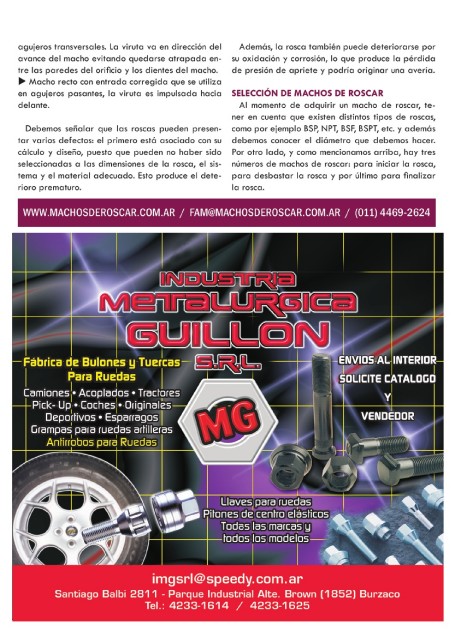 agujeros transversales. La viruta va en dirección del
avance del macho evitando quedarse atrapada en-
tre las paredes del orificio y los dientes del macho.
▶ Macho recto con entrada corregida que se utiliza
en agujeros pasantes, la viruta es impulsada hacia
delante.
Debemos señalar que las roscas pueden presen-
tar varios defectos: el primero está asociado con su
cálculo y diseño, puesto que pueden no haber sido
seleccionadas a las dimensiones de la rosca, el sis-
tema y el material adecuado. Esto produce el dete-
rioro prematuro.
Además, la rosca también puede deteriorarse por
su oxidación y corrosión, lo que produce la pérdida
de presión de apriete y podría originar una averia.
SELECCIÓN DE MACHOS DE ROSCAR
Al momento de adquirir un macho de roscar, te-
ner en cuenta que existen distintos tipos de roscas,
como por ejemplo BSP, NPT, BSF, BSPT, etc. y además
debemos conocer el diámetro que debemos hacer.
Por otro lado, y como mencionamos arriba, hay tres
números de machos de roscar: para iniciar la rosca,
para desbastar la rosca y por último para finalizar
la rosca.
WWW.MACHOSDEROSCAR.COM.AR / FAM@MACHOSDEROSCAR.COM.AR / (011) 4469-2624
INDUSTRIA
METALURGICA
GUILLON
S.R.L.
Fábrica de Bulones y Tuercas
Para Ruedas
Camiones • Acoplados • Tractores
Pick- Up • Coches • Originales
Deportivos • Esparragos
Grampas para ruedas artilleras
Antirrobos para Ruedas
MG
ENVIOS AL INTERIOR
SOLICITE CATALOGO
Y
VENDEDOR
Llaves para ruedas
Pitones de centro elásticos
Todas las marcas y
todos los modelos
imgsrl@speedy.com.ar
Santiago Balbi 2811 - Parque Industrial Alte. Brown (1852) Burzaco
Tel.: 4233-1614 / 4233-1625